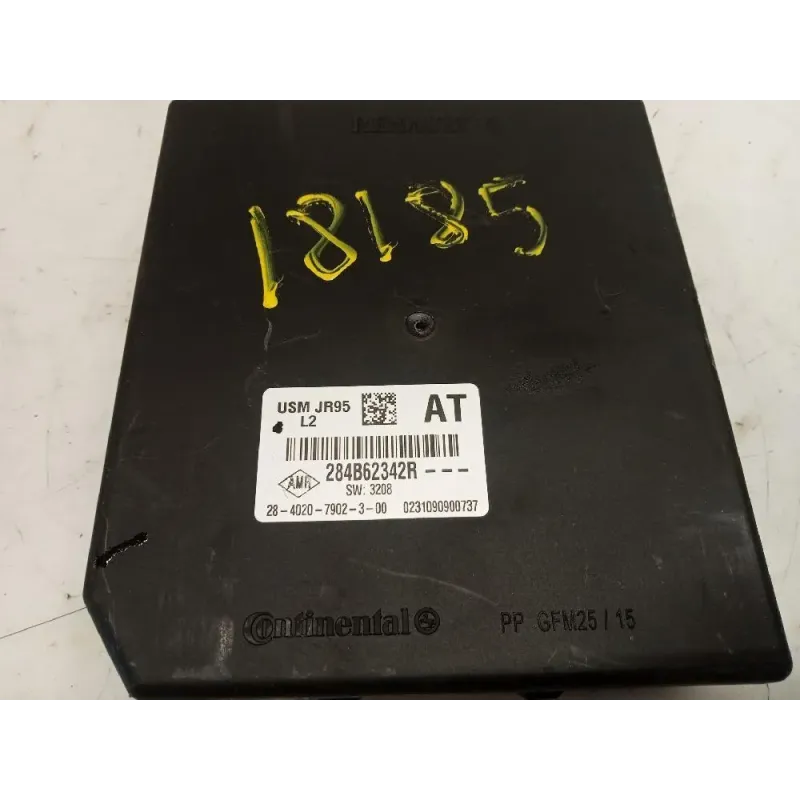 RENAULT
18185
USM JR95 AT
L2
284B62342R---
AMR SW: 3208
28-4020-7902-3-00 0231090900737
Continental
PP GFM25 / 15